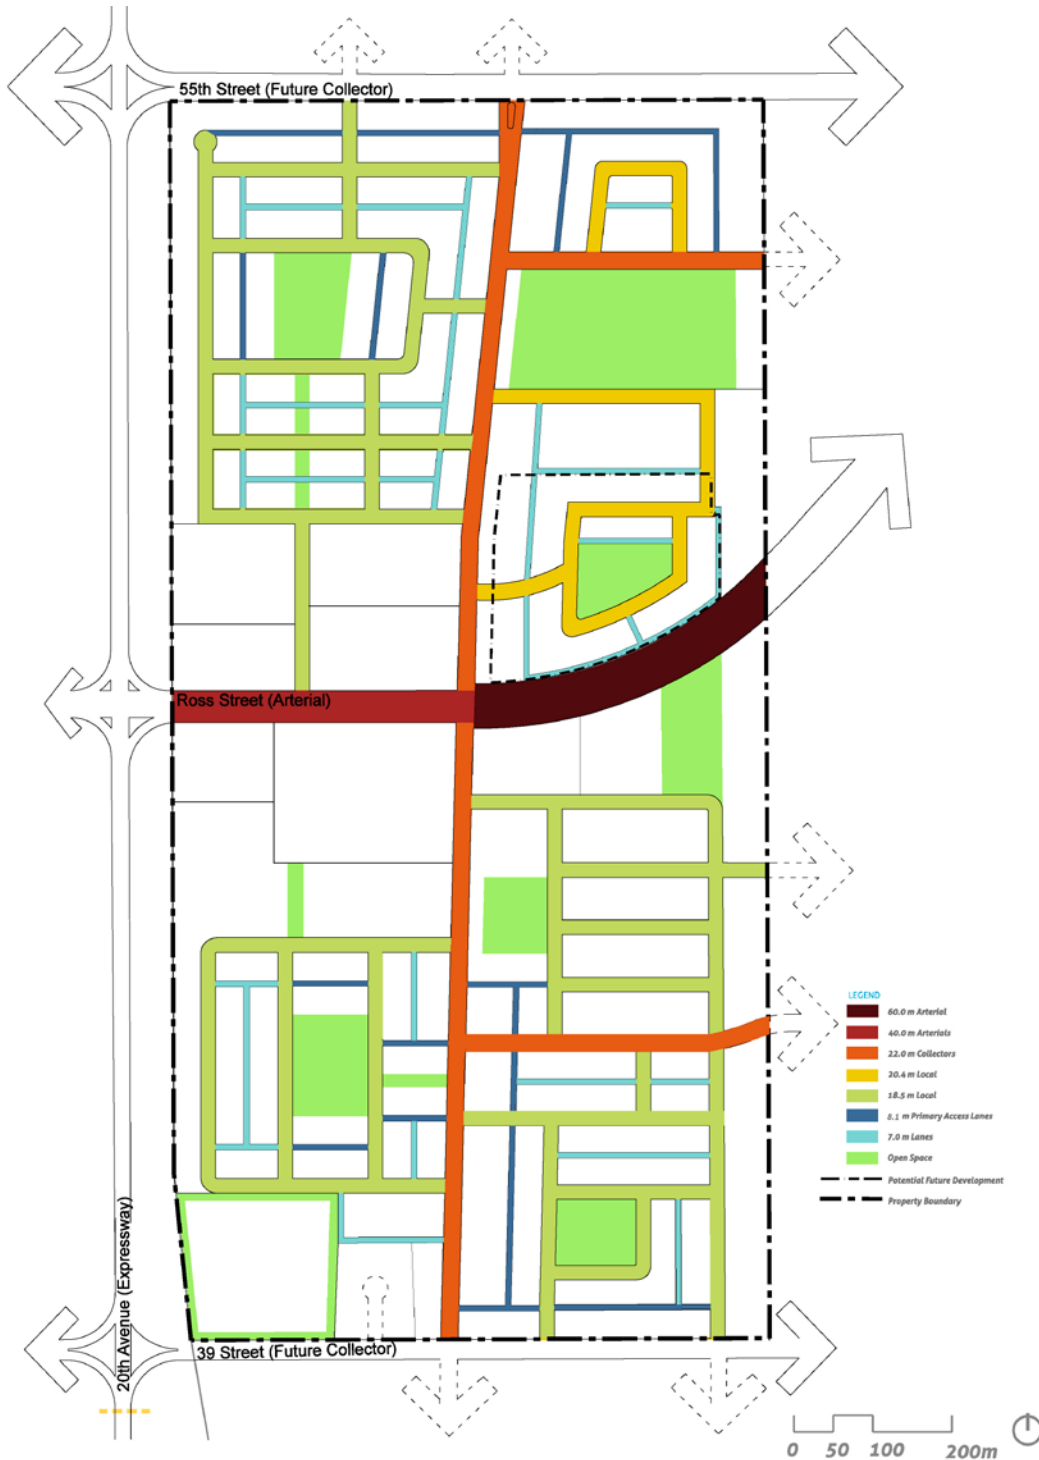 55th Street (Future Collector)
Ross Street (Arterial)
LEGEND
60.0 m Arterial
40.0 m Arterials
22.0 m Collectors
20.4 m Local
18.5 m Local
8.1 m Primary Access Lanes
7.0 m Lanes
Open Space
Potential Future Development
Property Boundary
20th Avenue (Expressway)
39 Street (Future Collector)
0 50 100 200m